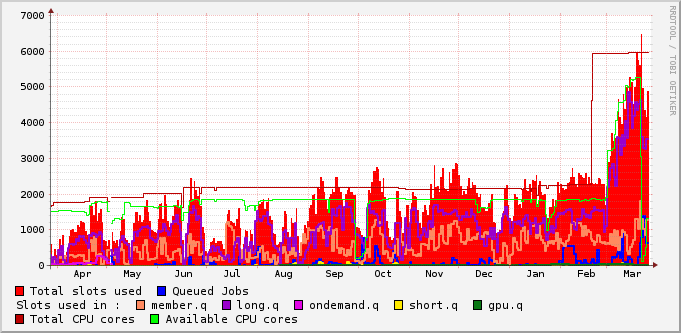 7000
6000
5000
4000
3000
2000
1000
0
Apr May Jun Jul Aug Sep Oct Nov Dec Jan Feb Mar
RRDTOOL / TOBI OETIKER
Total slots used Queued Jobs
Slots used in : member.q long.q ondemand.q short.q gpu.q
Total CPU cores Available CPU cores